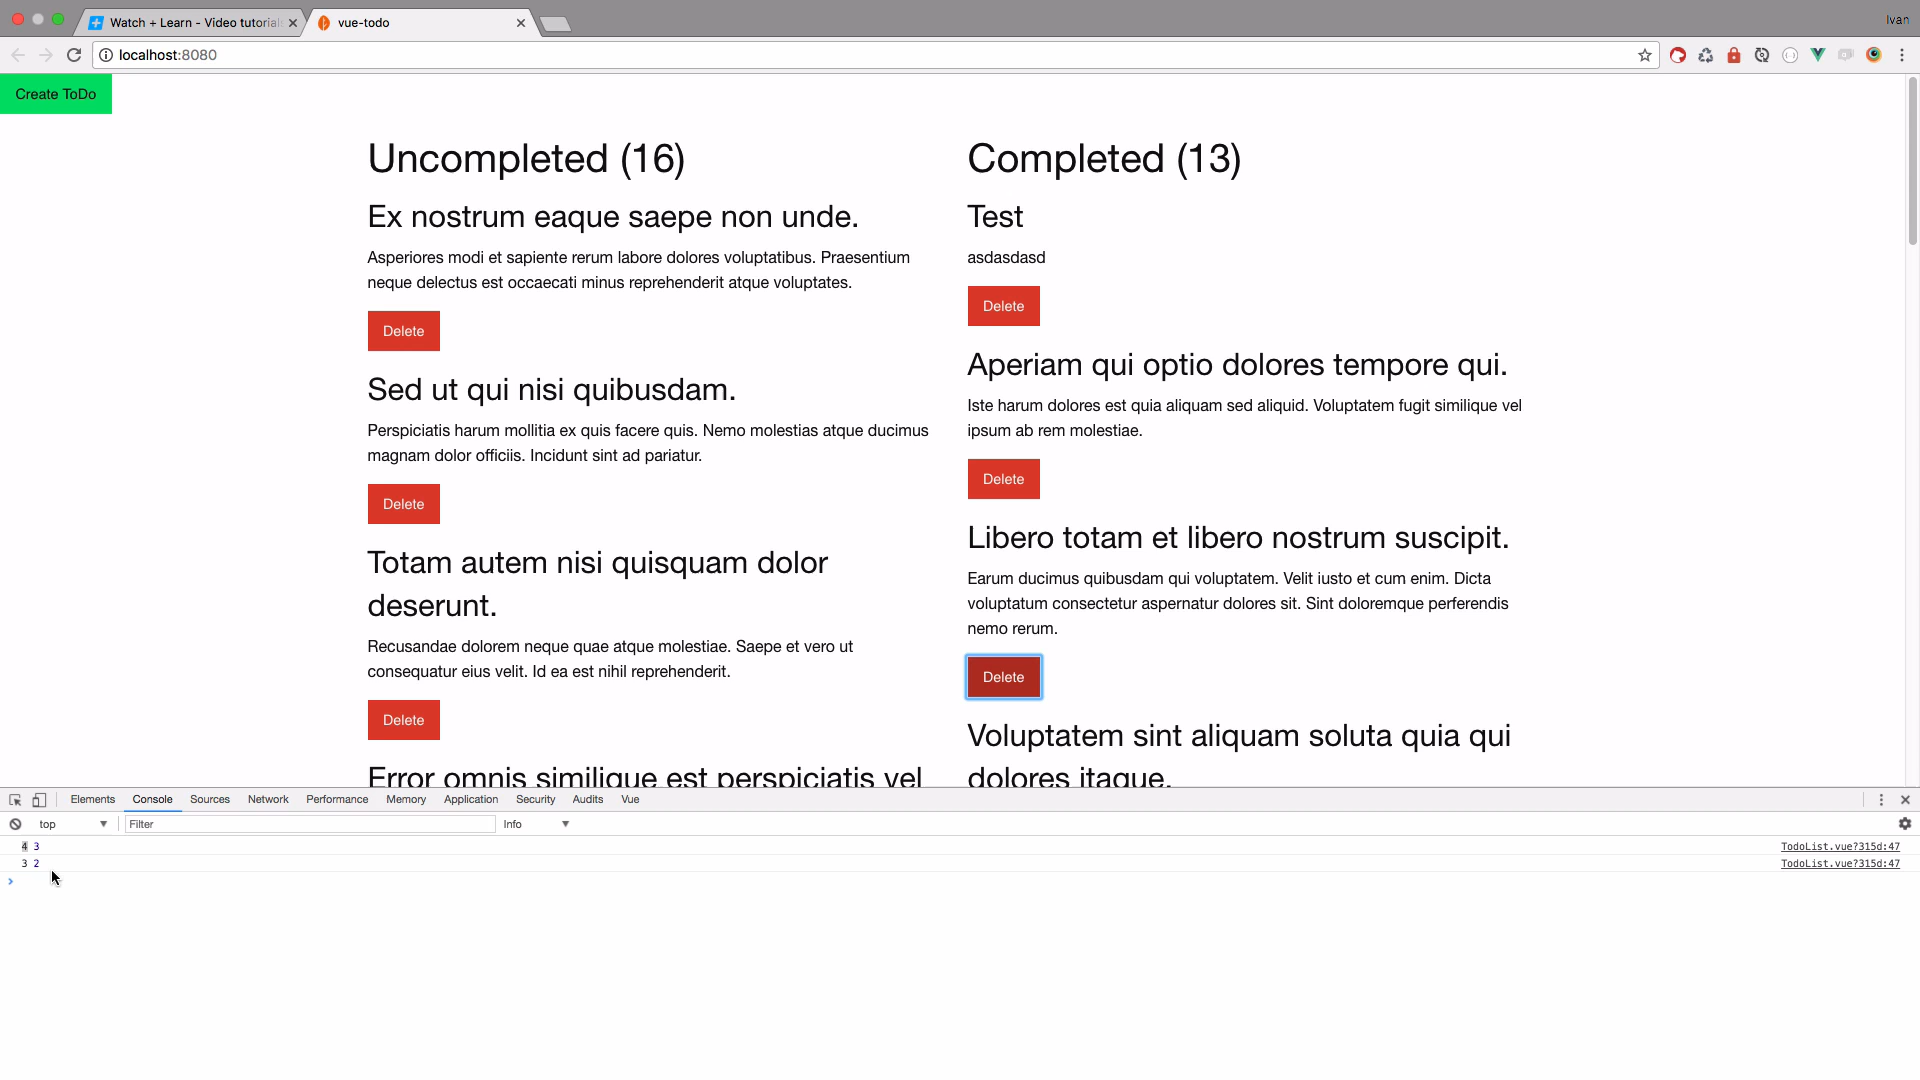 Watch + Learn - Video tutorials
vue-todo
Ivan
localhost:8080
Create ToDo
Uncompleted (16)
Ex nostrum eaque saepe non unde.
Asperiores modi et sapiente rerum labore dolores voluptatibus. Praesentium
neque delectus est occaecati minus reprehenderit atque voluptates.
Delete
Sed ut qui nisi quibusdam.
Perspiciatis harum mollitia ex quis facere quis. Nemo molestias atque ducimus
magnam dolor officiis. Incidunt sint ad pariatur.
Delete
Totam autem nisi quisquam dolor
deserunt.
Recusandae dolorem neque quae atque molestiae. Saepe et vero ut
consequatur eius velit. Id ea est nihil reprehenderit.
Delete
Error omnis similique est perspiciatis vel
Completed (13)
Test
asdasdasd
Delete
Aperiam qui optio dolores tempore qui.
Iste harum dolores est quia aliquam sed aliquid. Voluptatem fugit similique vel
ipsum ab rem molestiae.
Delete
Libero totam et libero nostrum suscipit.
Earum ducimus quibusdam qui voluptatem. Velit iusto et cum enim. Dicta
voluptatum consectetur aspernatur dolores sit. Sint doloremque perferendis
nemo rerum.
Delete
Voluptatem sint aliquam soluta quia qui
dolores itaque.
Elements Console Sources Network Performance Memory Application Security Audits Vue
top Filter Info
4 3 TodoList.vue?315d:47
3 2 TodoList.vue?315d:47